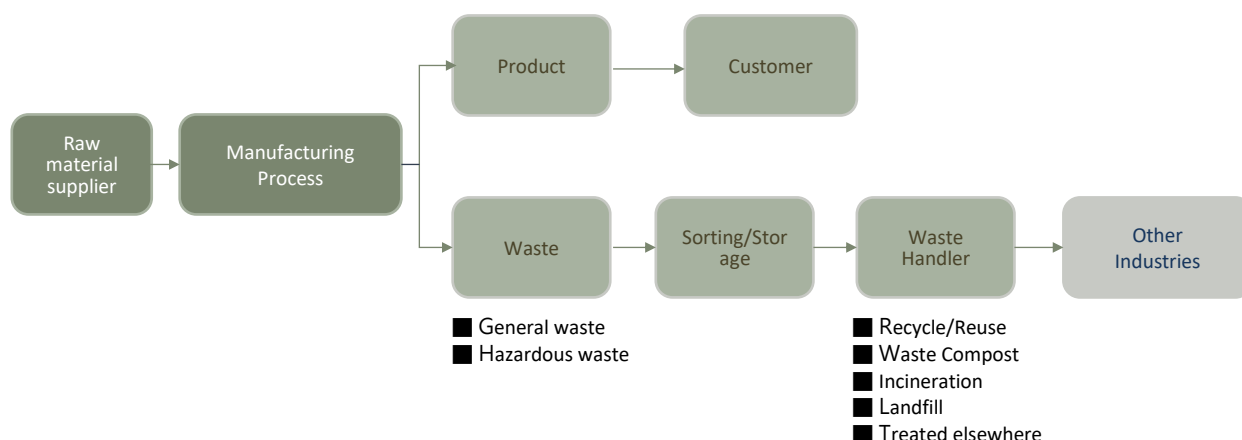 Product
Customer
Raw
material
supplier
Manufacturing
Process
Waste
Sorting/Stor
age
Waste
Handler
Other
Industries
General waste
Hazardous waste
Recycle/Reuse
Waste Compost
Incineration
Landfill
Treated elsewhere